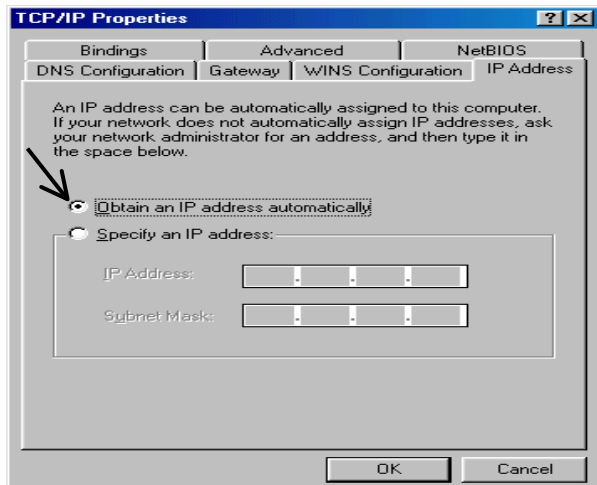 TCP/IP Properties
Bindings Advanced NetBIOS
DNS Configuration Gateway WINS Configuration IP Address
An IP address can be automatically assigned to this computer.
If your network does not automatically assign IP addresses, ask
your network administrator for an address, and then type it in
the space below.
Obtain an IP address automatically
Specify an IP address:
IP Address:
Subnet Mask:
OK Cancel